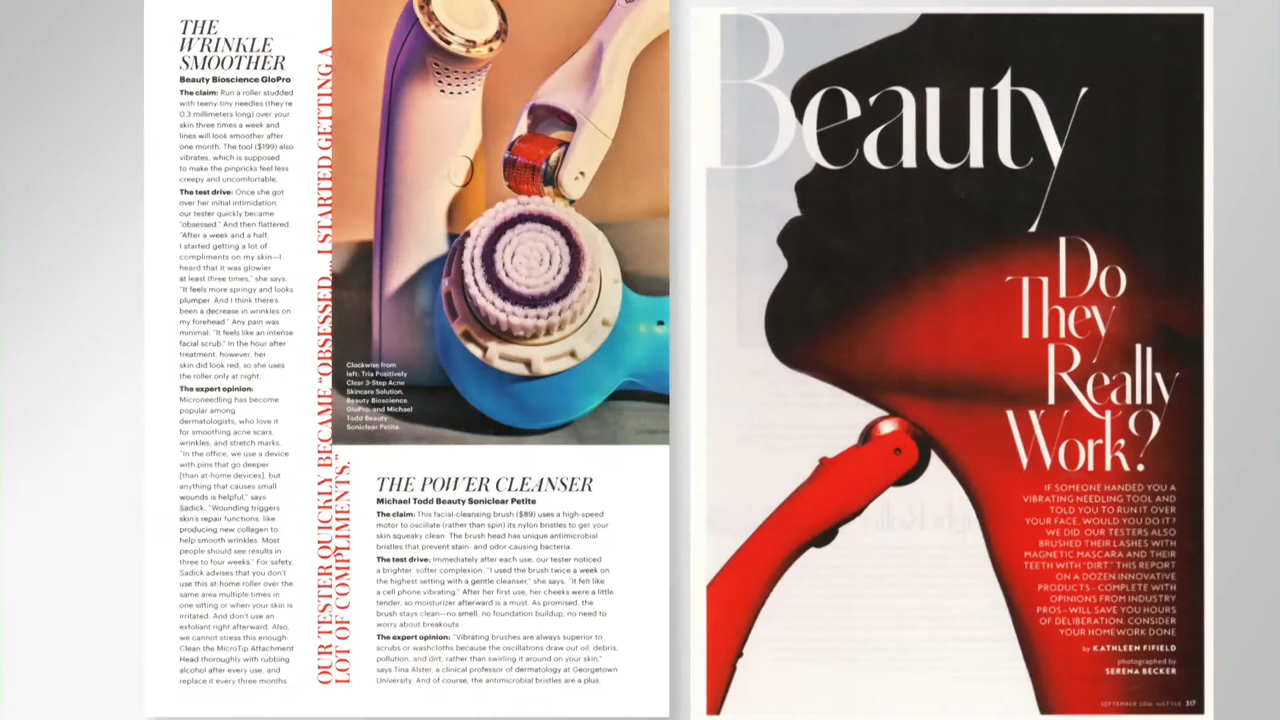 THE
WRINKLE
SMOOTHER
Beauty Bioscience GloPro
The claim: Run a roller studded
with teeny-tiny needles (they're
0.3 millimeters long) over your
skin three times a week and
lines will look smoother after
one month. The tool ($199) also
vibrates, which is supposed
to make the pinpricks feel less
creepy and uncomfortable.
The test drive: Once she got
over her initial intimidation,
our tester quickly became
"obsessed." And then flattered.
"After a week and a half,
I started getting a lot of
compliments on my skin—I
heard that it was glowier
at least three times," she says.
"It feels more springy and looks
plumper. And I think there's
been a decrease in wrinkles on
my forehead." Any pain was
minimal: "It feels like an intense
facial scrub." In the hour after
treatment, however, her
skin did look red, so she uses
the roller only at night.
The expert opinion:
Microneedling has become
popular among
dermatologists, who love it
for smoothing acne scars,
wrinkles, and stretch marks.
"In the office, we use a device
with pins that go deeper
[than at-home devices], but
anything that causes small
wounds is helpful," says
Sadick. "Wounding triggers
skin's repair functions, like
producing new collagen to
help smooth wrinkles. Most
people should see results in
three to four weeks." For safety,
Sadick advises that you don't
use this at-home roller over the
same area multiple times in
one sitting or when your skin is
irritated. And don't use an
exfoliant right afterward. Also,
we cannot stress this enough:
Clean the MicroTip Attachment
Head thoroughly with rubbing
alcohol after every use, and
replace it every three months.
OUR TESTER QUICKLY BECAME "OBSESSED... I STARTED GETTING A
LOT OF COMPLIMENTS."
Clockwise from
left: Tria Positively
Clear 3-Step Acne
Skincare Solution,
Beauty Bioscience
GloPro, and Michael
Todd Beauty
Soniclear Petite
THE POWER CLEANSER
Michael Todd Beauty Soniclear Petite
The claim: This facial-cleansing brush ($89) uses a high-speed
motor to oscillate (rather than spin) its nylon bristles to get your
skin squeaky clean. The brush head has unique antimicrobial
bristles that prevent stain- and odor-causing bacteria.
The test drive: Immediately after each use, our tester noticed
a brighter, softer complexion. "I used the brush twice a week on
the highest setting with a gentle cleanser," she says. "It felt like
a cell phone vibrating." After her first use, her cheeks were a little
tender, so moisturizer afterward is a must. As promised, the
brush stays clean—no smell, no foundation buildup, no need to
worry about breakouts.
The expert opinion: "Vibrating brushes are always superior to
scrubs or washcloths because the oscillations draw out oil, debris,
pollution, and dirt, rather than swirling it around on your skin,"
says Tina Alster, a clinical professor of dermatology at Georgetown
University. And of course, the antimicrobial bristles are a plus.
Beauty
Do
They
Really
Work?
IF SOMEONE HANDED YOU A
VIBRATING NEEDLING TOOL AND
TOLD YOU TO RUN IT OVER
YOUR FACE, WOULD YOU DO IT?
WE DID. OUR TESTERS ALSO
BRUSHED THEIR LASHES WITH
MAGNETIC MASCARA AND THEIR
TEETH WITH "DIRT." THIS REPORT
ON A DOZEN INNOVATIVE
PRODUCTS—COMPLETE WITH
OPINIONS FROM INDUSTRY
PROS—WILL SAVE YOU HOURS
OF DELIBERATION. CONSIDER
YOUR HOMEWORK DONE
by KATHLEEN FIFIELD
photographed by
SERENA BECKER
SEPTEMBER 2016 InSTYLE 317